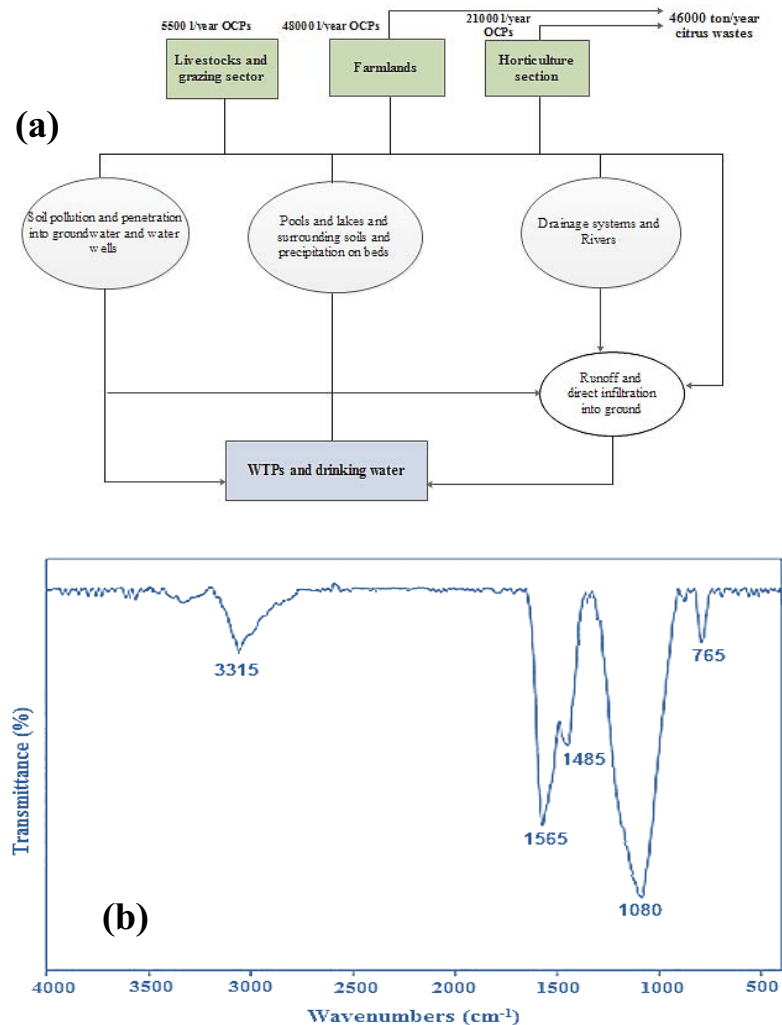 5500 l/year OCPs
48000 l/year OCPs
21000 l/year
OCPs
46000 ton/year
citrus wastes
Livestocks and
grazing sector
Farmlands
Horticulture
section
(a)
Soil pollution and penetration
into groundwater and water
wells
Pools and lakes and
surrounding soils and
precipitation on beds
Drainage systems and
Rivers
Runoff and
direct infiltration
into ground
WTPs and drinking water
Transmittance (%)
3315
765
1485
1565
1080
(b)
4000 3500 3000 2500 2000 1500 1000 500
Wavenumbers (cm⁻¹)